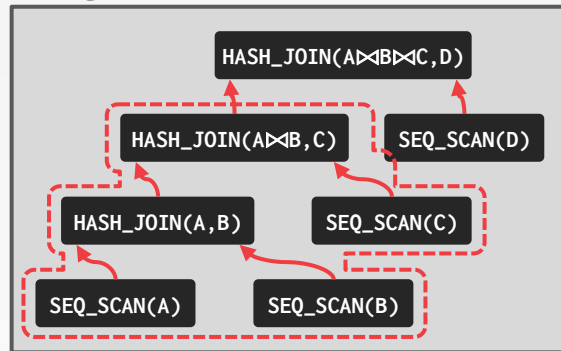 HASH_JOIN(A⨝B⨝C,D)
HASH_JOIN(A⨝B,C)
SEQ_SCAN(D)
HASH_JOIN(A,B)
SEQ_SCAN(C)
SEQ_SCAN(A)
SEQ_SCAN(B)